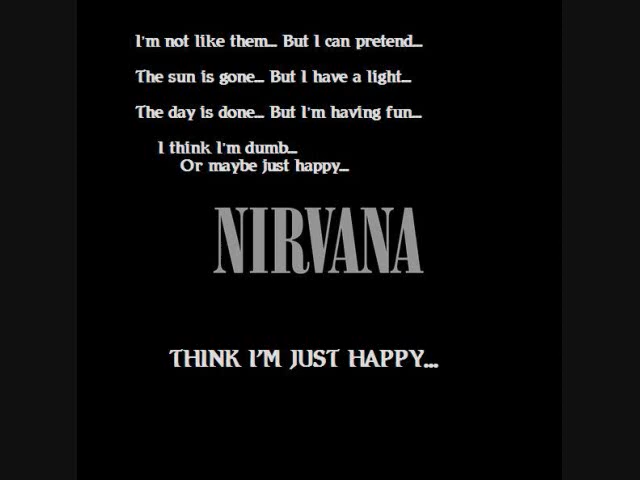 I'm not like them... But I can pretend...
The sun is gone... But I have a light...
The day is done... But I'm having fun...
I think I'm dumb...
Or maybe just happy...
NIRVANA
THINK I'M JUST HAPPY...